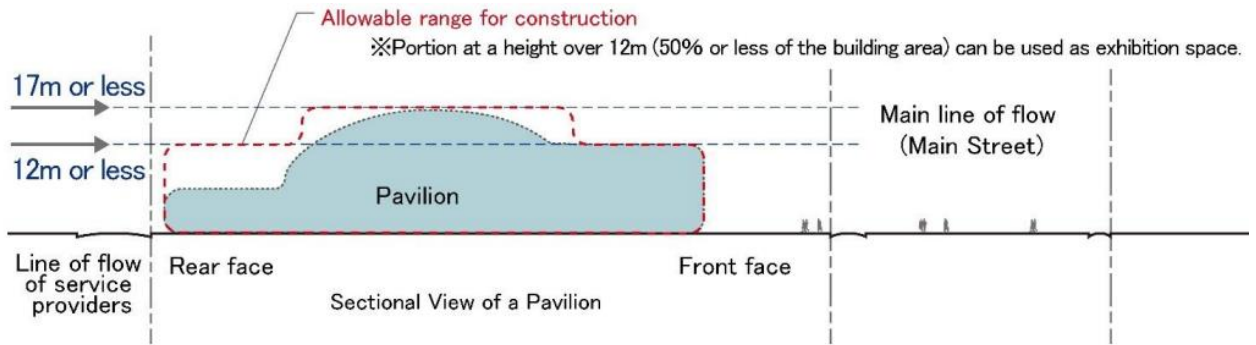 Allowable range for construction
※Portion at a height over 12m (50% or less of the building area) can be used as exhibition space.
17m or less
Main line of flow
(Main Street)
12m or less
Pavilion
Line of flow
of service
providers
Rear face
Front face
Sectional View of a Pavilion